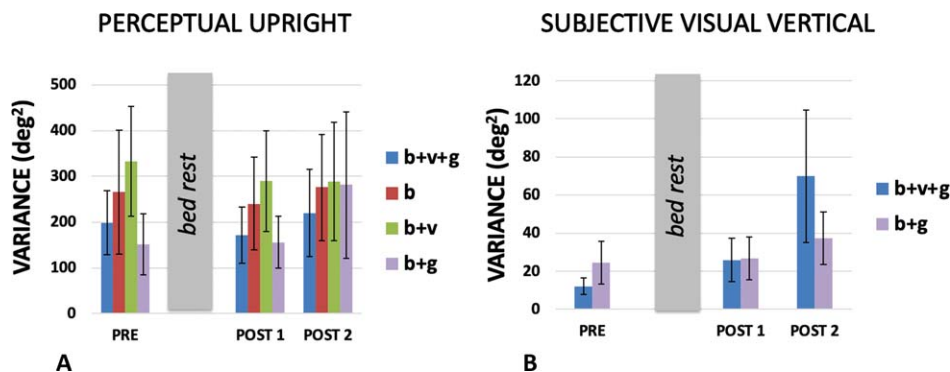 PERCEPTUAL UPRIGHT
VARIANCE (deg²)
500
400
300
200
100
0
bed rest
PRE
POST 1
POST 2
b+v+g
b
b+v
b+g
A
SUBJECTIVE VISUAL VERTICAL
VARIANCE (deg²)
120
100
80
60
40
20
0
bed rest
PRE
POST 1
POST 2
b+v+g
b+g
B